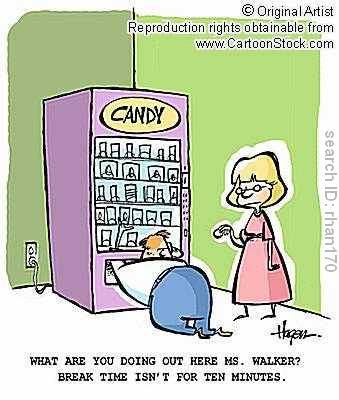 © Original Artist
Reproduction rights obtainable from
www.CartoonStock.com
CANDY
search ID: rhan170
Hagen
WHAT ARE YOU DOING OUT HERE MS. WALKER?
BREAK TIME ISN'T FOR TEN MINUTES.